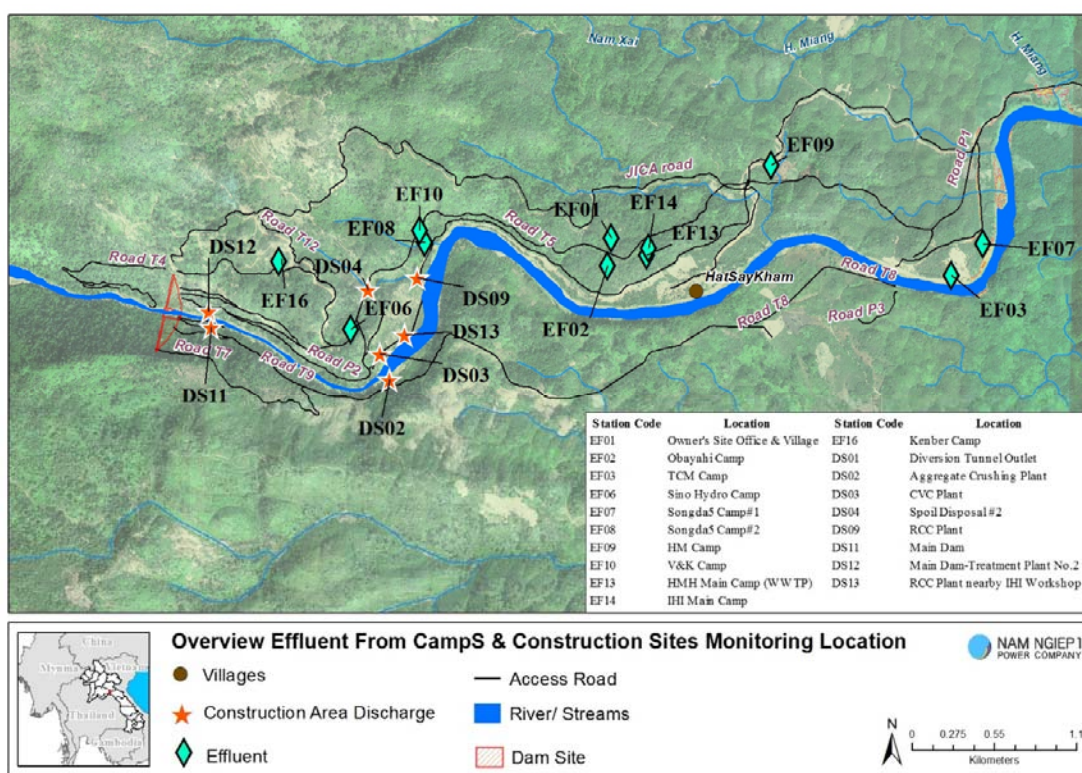 Nam Xai
H. Miang
H. Miang
EF09
Road P1
JICA road
EF10
EF14
EF01
EF08
Road T5
EF13
Road T12
DS12
DS04
EF07
Road T4
HatSayKham
Road T8
EF16
DS09
EF06
EF02
EF03
DS13
Road T8
Road P3
Road T7
Road P2
DS03
Road T9
DS11
DS02
Station Code Location Station Code Location
EF01 Owner's Site Office & Village EF16 Kenber Camp
EF02 Obayahi Camp DS01 Diversion Tunnel Outlet
EF03 TCM Camp DS02 Aggregate Crushing Plant
EF06 Sino Hydro Camp DS03 CVC Plant
EF07 Songda5 Camp#1 DS04 Spoil Disposal #2
EF08 Songda5 Camp#2 DS09 RCC Plant
EF09 HM Camp DS11 Main Dam
EF10 V&K Camp DS12 Main Dam-Treatment Plant No.2
EF13 HMH Main Camp (WWTP) DS13 RCC Plant nearby IHI Workshop
EF14 IHI Main Camp
Overview Effluent From CampS & Construction Sites Monitoring Location
NAM NGIEP1
POWER COMPANY
Villages
Access Road
Construction Area Discharge
River/ Streams
Effluent
Dam Site
China
Vietnam
Thailand
Cambodia
N
0 0.275 0.55 1.1
Kilometers